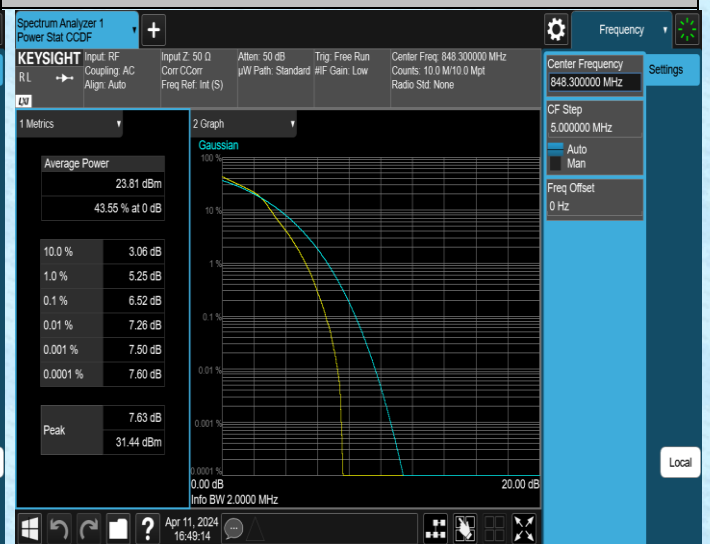 Spectrum Analyzer 1
Power Stat CCDF
Frequency
KEYSIGHT
RL
LXI
Input: RF
Coupling: AC
Align: Auto
Input Z: 50 Ω
Corr CCorr
Freq Ref: Int (S)
Atten: 50 dB
µW Path: Standard
Trig: Free Run
#IF Gain: Low
Center Freq: 848.300000 MHz
Counts: 10.0 M/10.0 Mpt
Radio Std: None
Center Frequency
848.300000 MHz
Settings
CF Step
5.000000 MHz
Auto
Man
Freq Offset
0 Hz
1 Metrics
Average Power
23.81 dBm
43.55 % at 0 dB
10.0 % 3.06 dB
1.0 % 5.25 dB
0.1 % 6.52 dB
0.01 % 7.26 dB
0.001 % 7.50 dB
0.0001 % 7.60 dB
Peak
7.63 dB
31.44 dBm
2 Graph
Gaussian
100 %
10 %
1 %
0.1 %
0.01 %
0.001 %
0.0001 %
0.00 dB
20.00 dB
Info BW 2.0000 MHz
Local
?
Apr 11, 2024
16:49:14